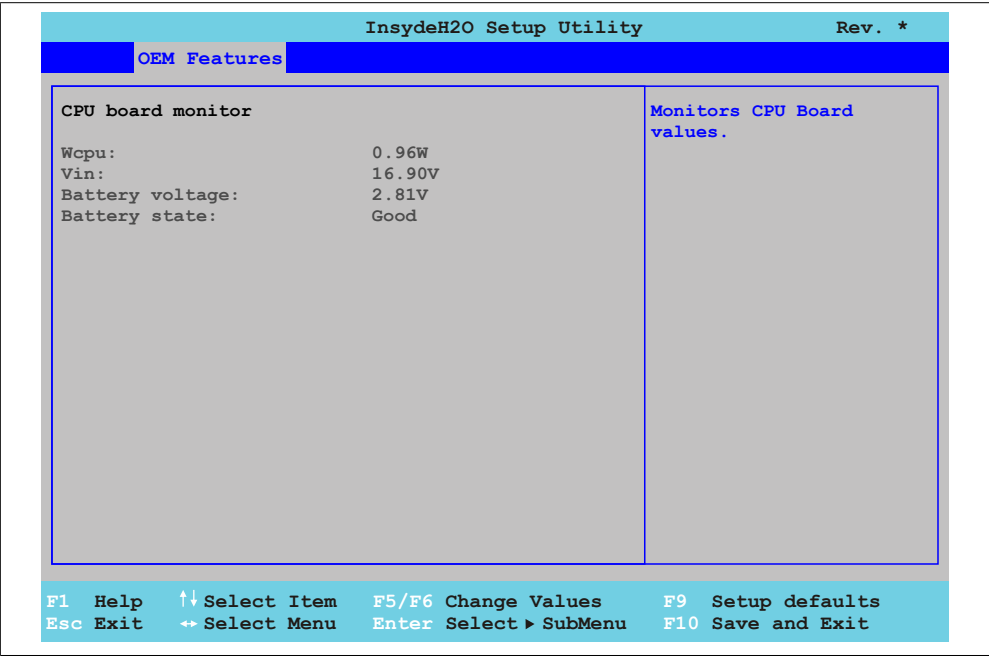 InsydeH2O Setup Utility Rev. *
OEM Features
CPU board monitor
Monitors CPU Board
values.
Wcpu: 0.96W
Vin: 16.90V
Battery voltage: 2.81V
Battery state: Good
F1 Help ↑↓ Select Item F5/F6 Change Values F9 Setup defaults
Esc Exit ↔ Select Menu Enter Select ▶ SubMenu F10 Save and Exit